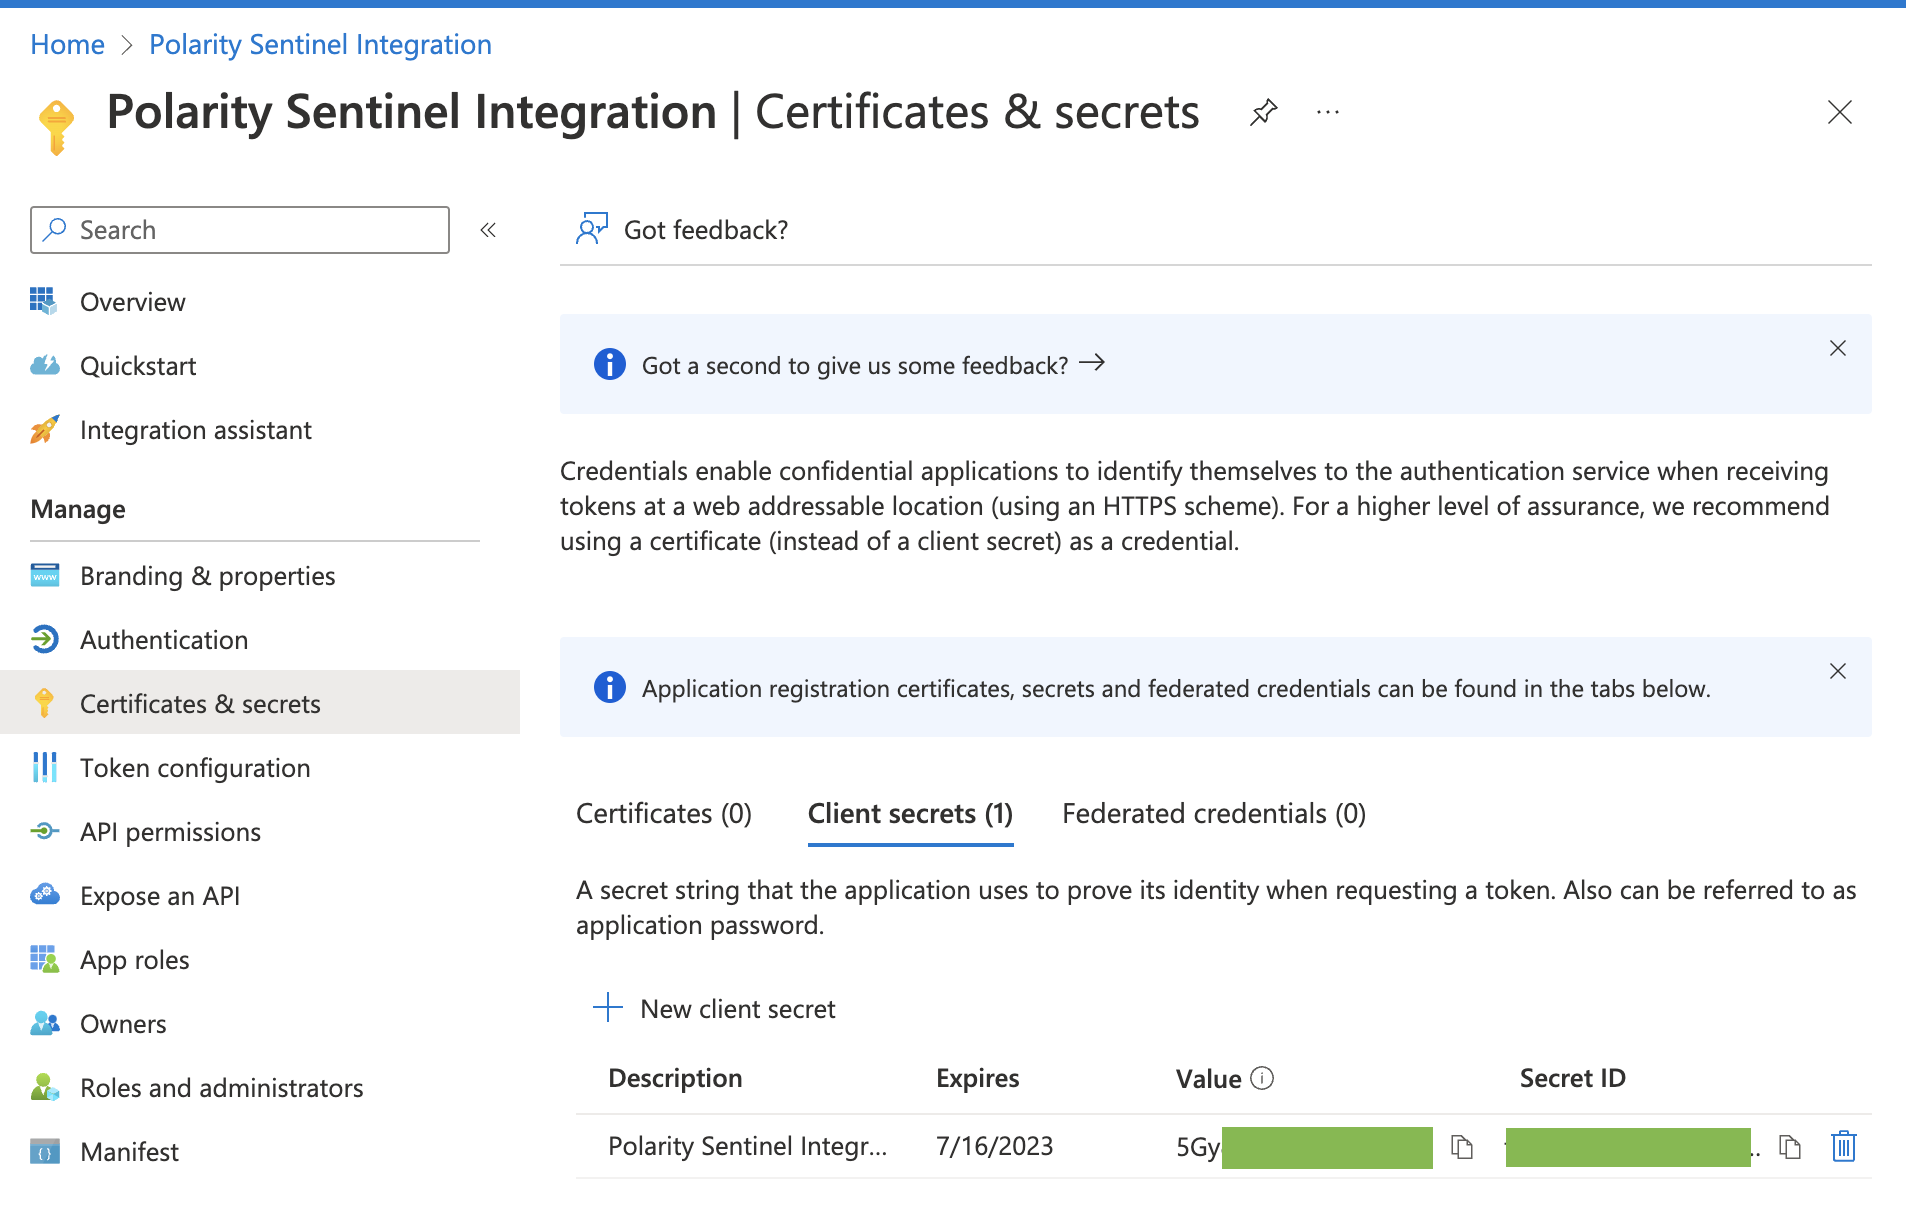 Home > Polarity Sentinel Integration
Polarity Sentinel Integration | Certificates & secrets ...
Search «
Overview
Quickstart
Integration assistant
Manage
Branding & properties
Authentication
Certificates & secrets
Token configuration
API permissions
Expose an API
App roles
Owners
Roles and administrators
Manifest
Got feedback?
Got a second to give us some feedback? →
Credentials enable confidential applications to identify themselves to the authentication service when receiving
tokens at a web addressable location (using an HTTPS scheme). For a higher level of assurance, we recommend
using a certificate (instead of a client secret) as a credential.
Application registration certificates, secrets and federated credentials can be found in the tabs below.
Certificates (0) Client secrets (1) Federated credentials (0)
A secret string that the application uses to prove its identity when requesting a token. Also can be referred to as
application password.
New client secret
Description Expires Value Secret ID
Polarity Sentinel Integr... 7/16/2023 5Gy